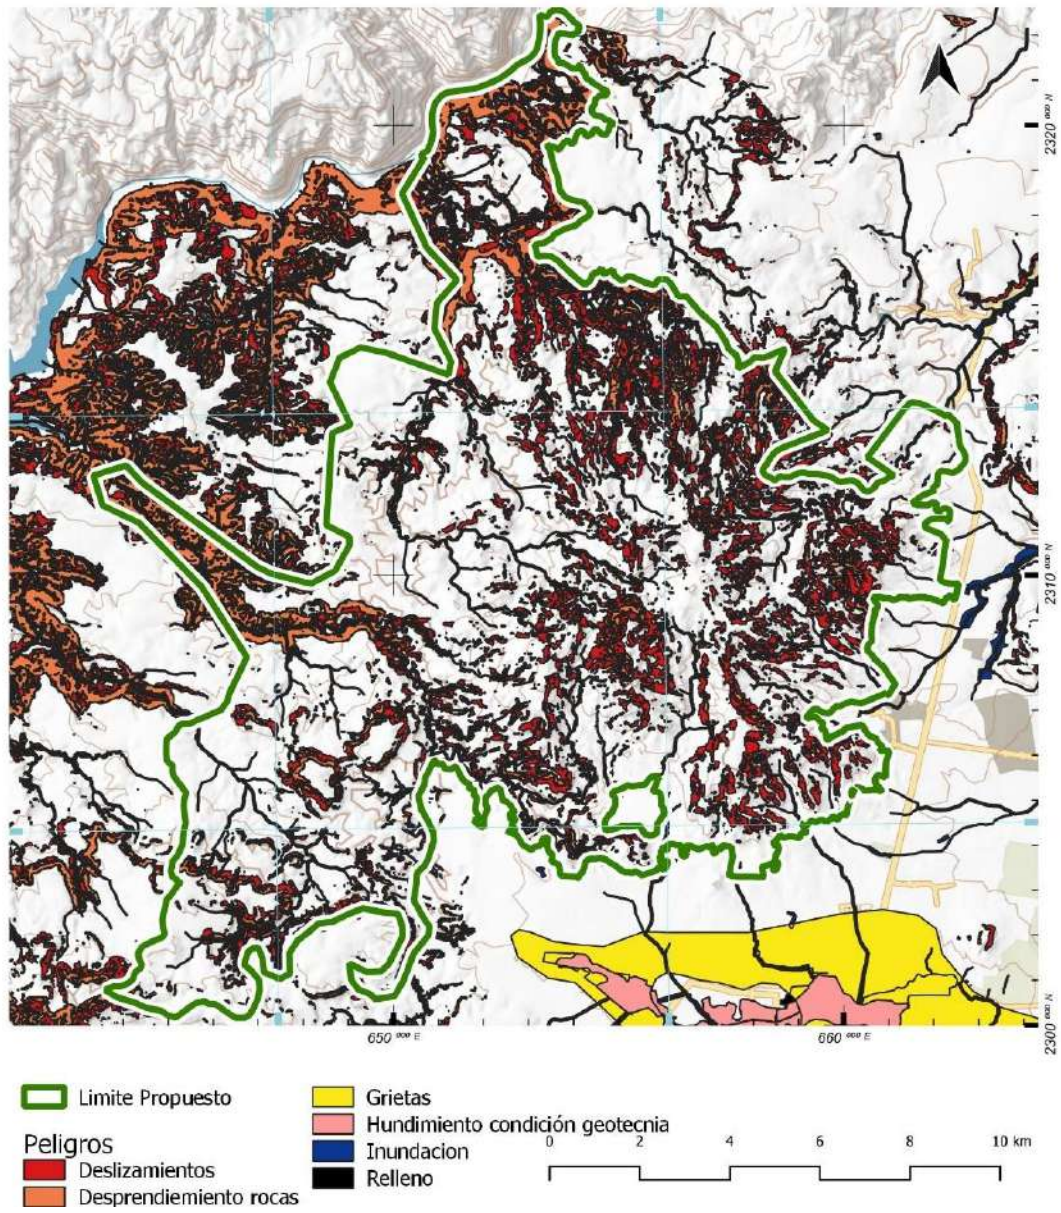 2320 000 N
2310 000 N
2300 000 N
650 000 E
660 000 E
Limite Propuesto
Peligros
Deslizamientos
Desprendiemiento rocas
Grietas
Hundimiento condición geotecnia
Inundacion
Relleno
0 2 4 6 8 10 km